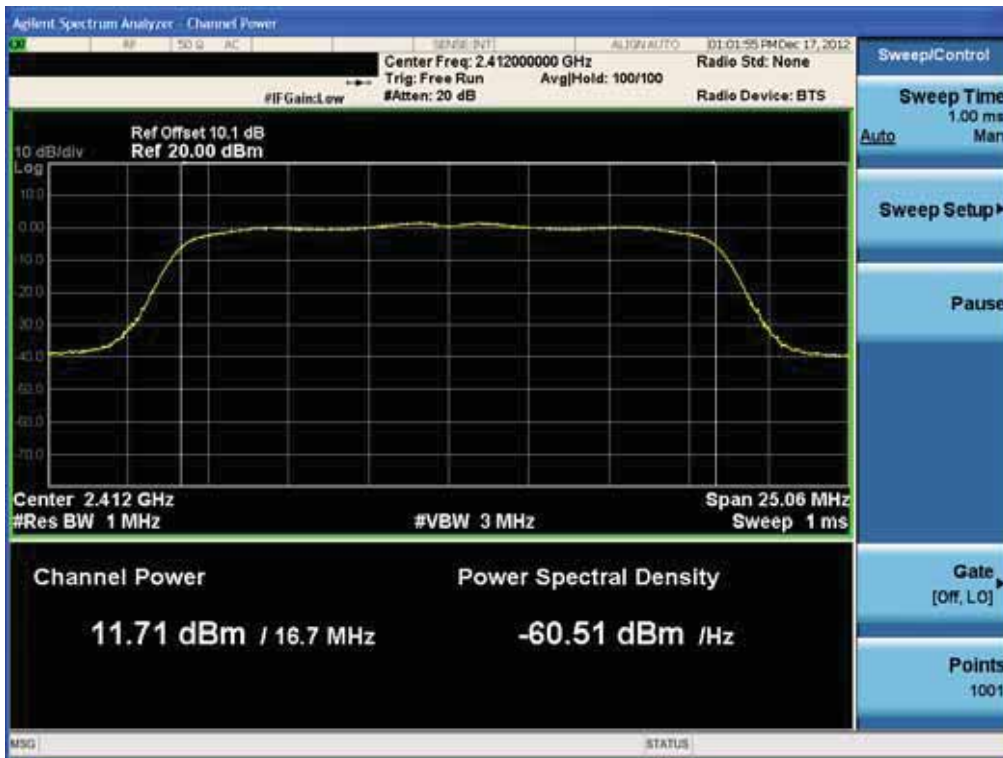 Agilent Spectrum Analyzer - Channel Power
RF 50 Ω AC SENSE:INT ALIGN AUTO 01:01:55 PM Dec 17, 2012
Center Freq: 2.412000000 GHz Radio Std: None
Trig: Free Run Avg|Hold: 100/100
#IFGain:Low #Atten: 20 dB Radio Device: BTS
Ref Offset 10.1 dB
10 dB/div Ref 20.00 dBm
Log
10.0
0.00
-10.0
-20.0
-30.0
-40.0
-50.0
-60.0
-70.0
Center 2.412 GHz Span 25.06 MHz
#Res BW 1 MHz #VBW 3 MHz Sweep 1 ms
Channel Power Power Spectral Density
11.71 dBm / 16.7 MHz -60.51 dBm /Hz
MSG STATUS
Sweep/Control
Sweep Time
1.00 ms
Auto Man
Sweep Setup
Pause
Gate
[Off, LO]
Points
1001